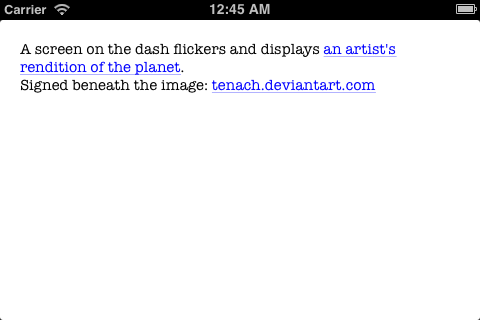 Carrier 12:45 AM
A screen on the dash flickers and displays an artist's
rendition of the planet.
Signed beneath the image: tenach.deviantart.com